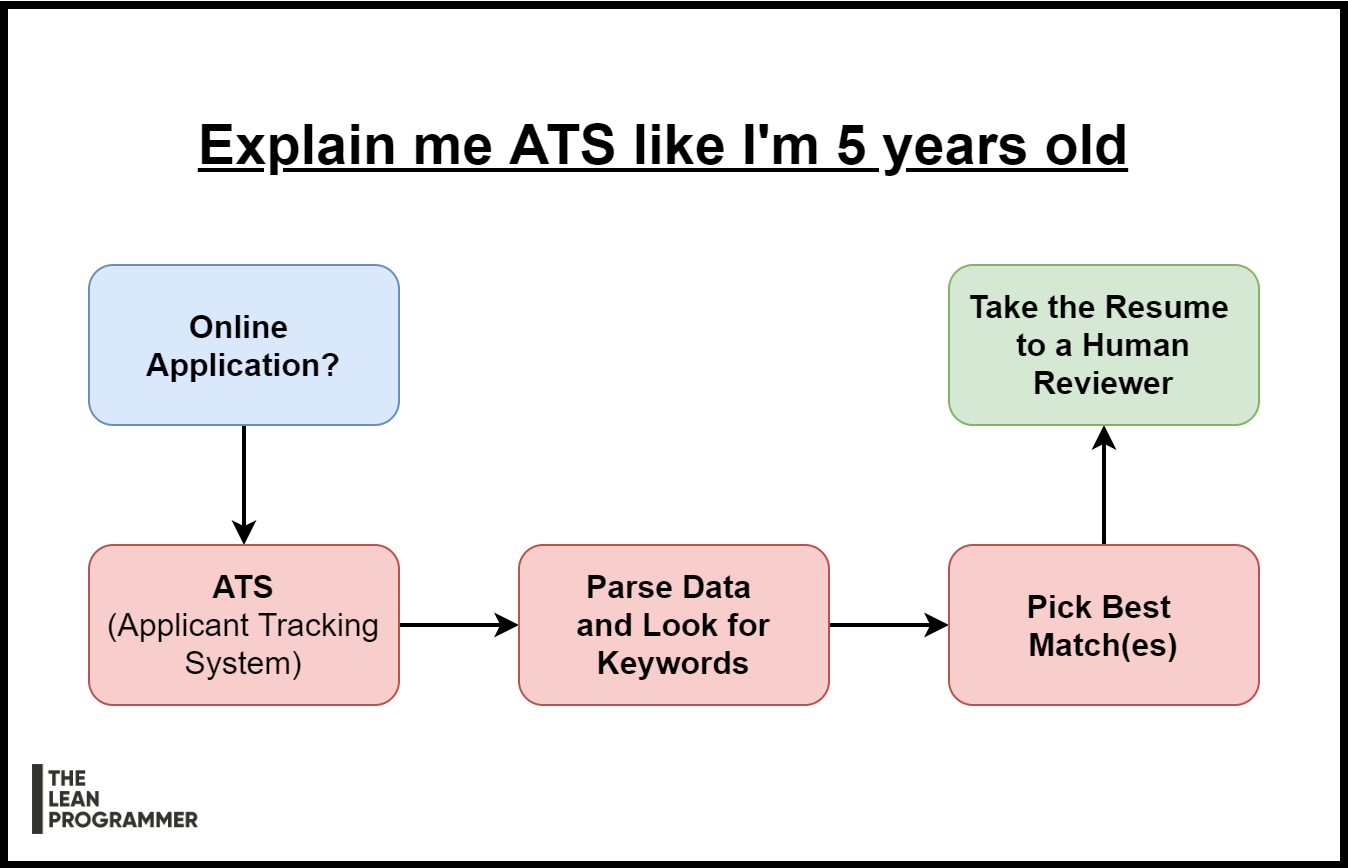 Explain me ATS like I'm 5 years old
Online
Application?
Take the Resume
to a Human
Reviewer
ATS
(Applicant Tracking
System)
Parse Data
and Look for
Keywords
Pick Best
Match(es)
THE
LEAN
PROGRAMMER